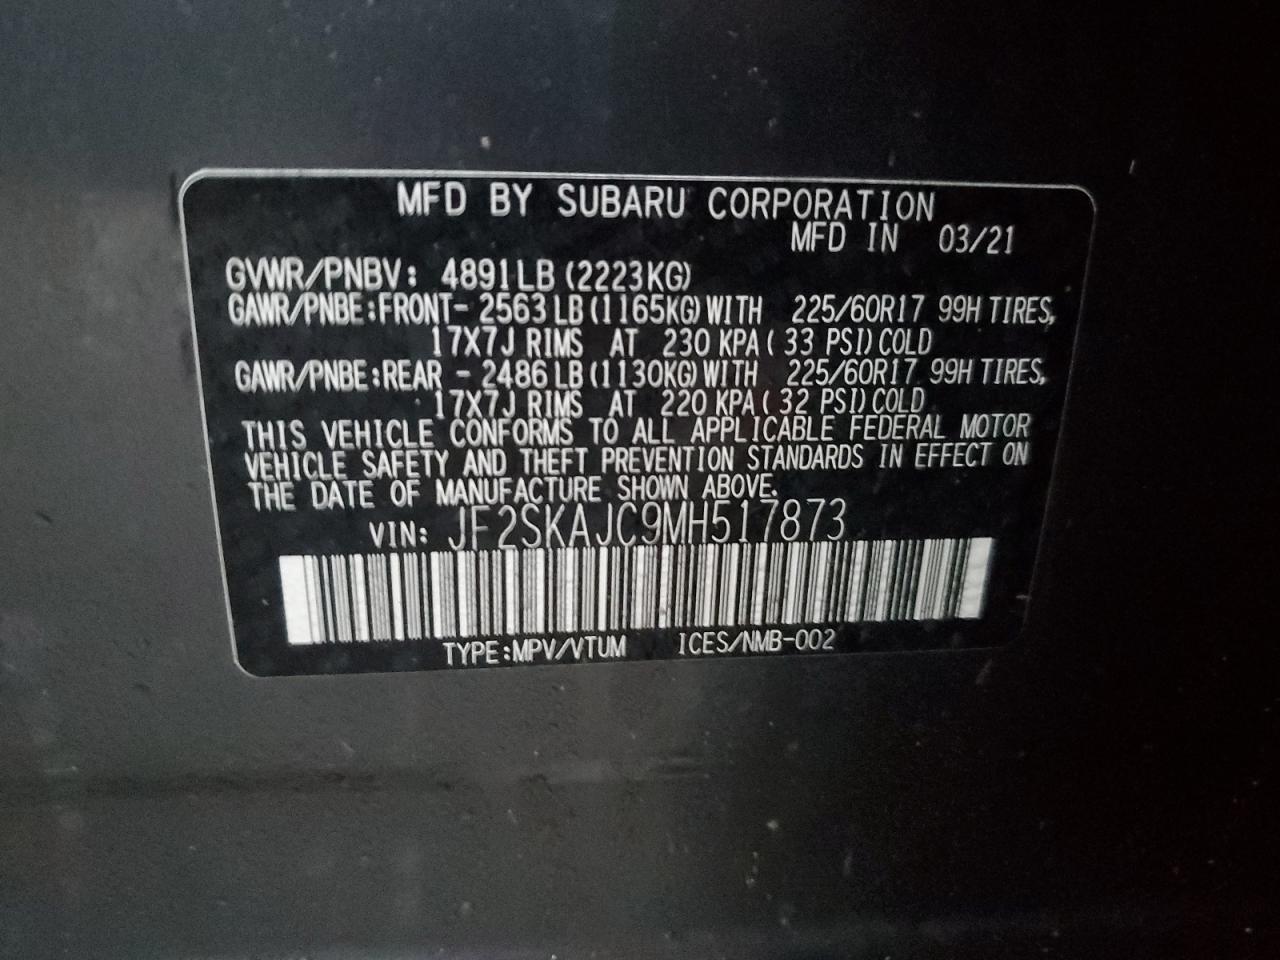 MFD BY SUBARU CORPORATION
MFD IN 03/21
GVWR/PNBV: 4891LB (2223KG)
GAWR/PNBE:FRONT- 2563 LB (1165KG) WITH 225/60R17 99H TIRES,
17X7J RIMS AT 230 KPA ( 33 PSI) COLD
GAWR/PNBE:REAR - 2486 LB (1130KG) WITH 225/60R17 99H TIRES,
17X7J RIMS AT 220 KPA ( 32 PSI) COLD
THIS VEHICLE CONFORMS TO ALL APPLICABLE FEDERAL MOTOR
VEHICLE SAFETY AND THEFT PREVENTION STANDARDS IN EFFECT ON
THE DATE OF MANUFACTURE SHOWN ABOVE.
VIN: JF2SKAJC9MH517873
TYPE:MPV/VTUM ICES/NMB-002